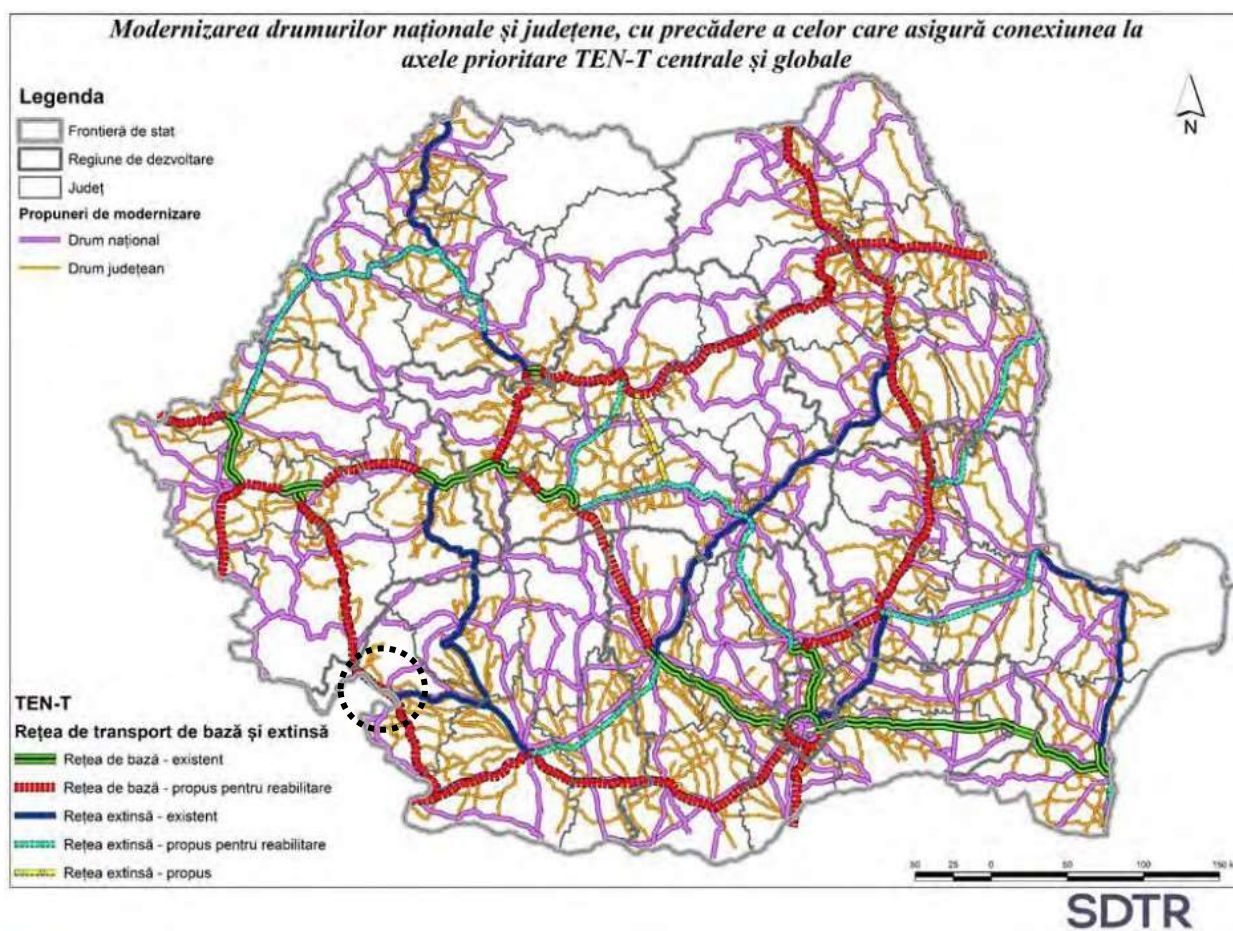 Modernizarea drumurilor naționale și județene, cu precădere a celor care asigură conexiunea la
axele prioritare TEN-T centrale și globale
Legenda
Frontieră de stat
Regiune de dezvoltare
Județ
Propuneri de modernizare
Drum național
Drum județean
N
TEN-T
Rețea de transport de bază și extinsă
Rețea de bază - existent
Rețea de bază - propus pentru reabilitare
Rețea extinsă - existent
Rețea extinsă - propus pentru reabilitare
Rețea extinsă - propus
50 25 0 50 100 150
SDTR